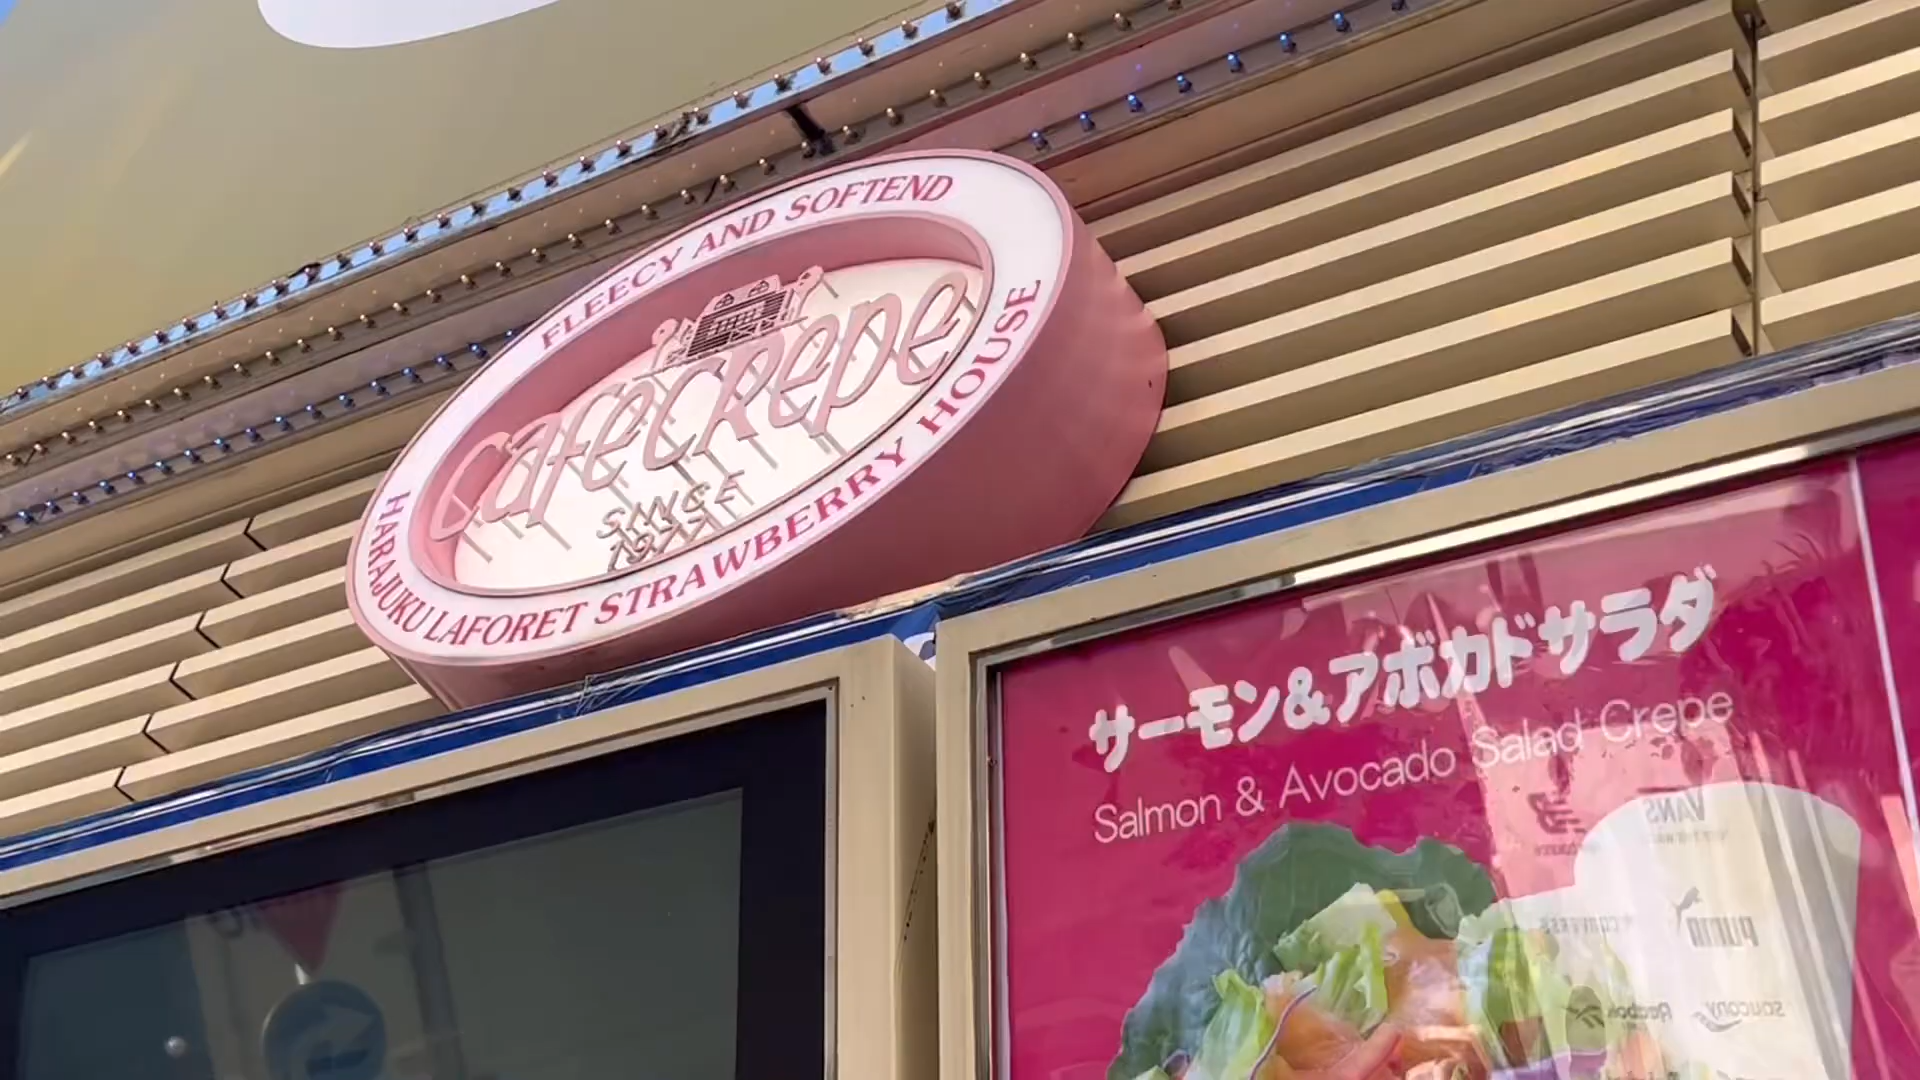 FLEECY AND SOFTEND
cafecrepe
SINCE
1977
HARAJUKU LAFORET STRAWBERRY HOUSE
サーモン&アボカドサラダ
Salmon & Avocado Salad Crepe
VANS
CONVERSE
PUMA
Reebok
saucony